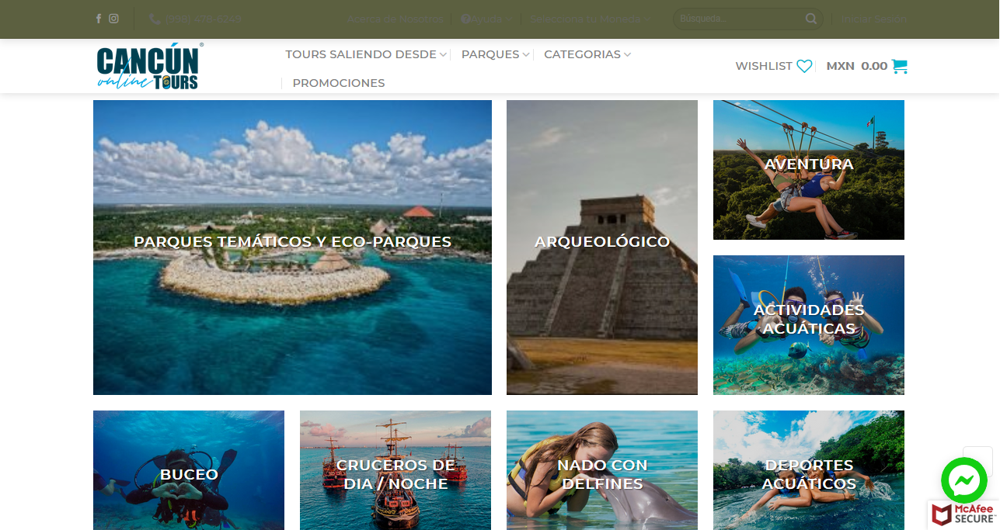 (998) 478-6249
Acerca de Nosotros
Ayuda
Selecciona tu Moneda
Búsqueda...
Iniciar Sesión
CANCÚN®
online TOURS
TOURS SALIENDO DESDE
PARQUES
CATEGORIAS
PROMOCIONES
WISHLIST
MXN 0.00
PARQUES TEMÁTICOS Y ECO-PARQUES
ARQUEOLÓGICO
AVENTURA
ACTIVIDADES
ACUÁTICAS
BUCEO
CRUCEROS DE
DIA / NOCHE
NADO CON
DELFINES
DEPORTES
ACUÁTICOS
McAfee
SECURE